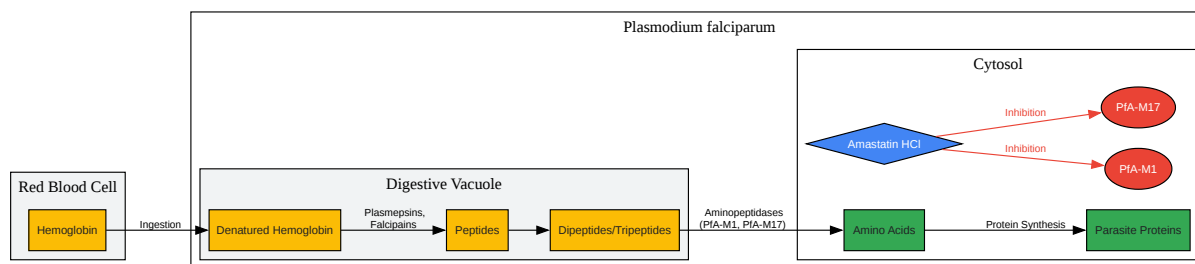 Plasmodium falciparum
Cytosol
PfA-M17
Inhibition
Amastatin HCl
Inhibition
PfA-M1
Red Blood Cell
Digestive Vacuole
Hemoglobin
Ingestion
Denatured Hemoglobin
Plasmepsins,
Falcipains
Peptides
Dipeptides/Tripeptides
Aminopeptidases
(PfA-M1, PfA-M17)
Amino Acids
Protein Synthesis
Parasite Proteins